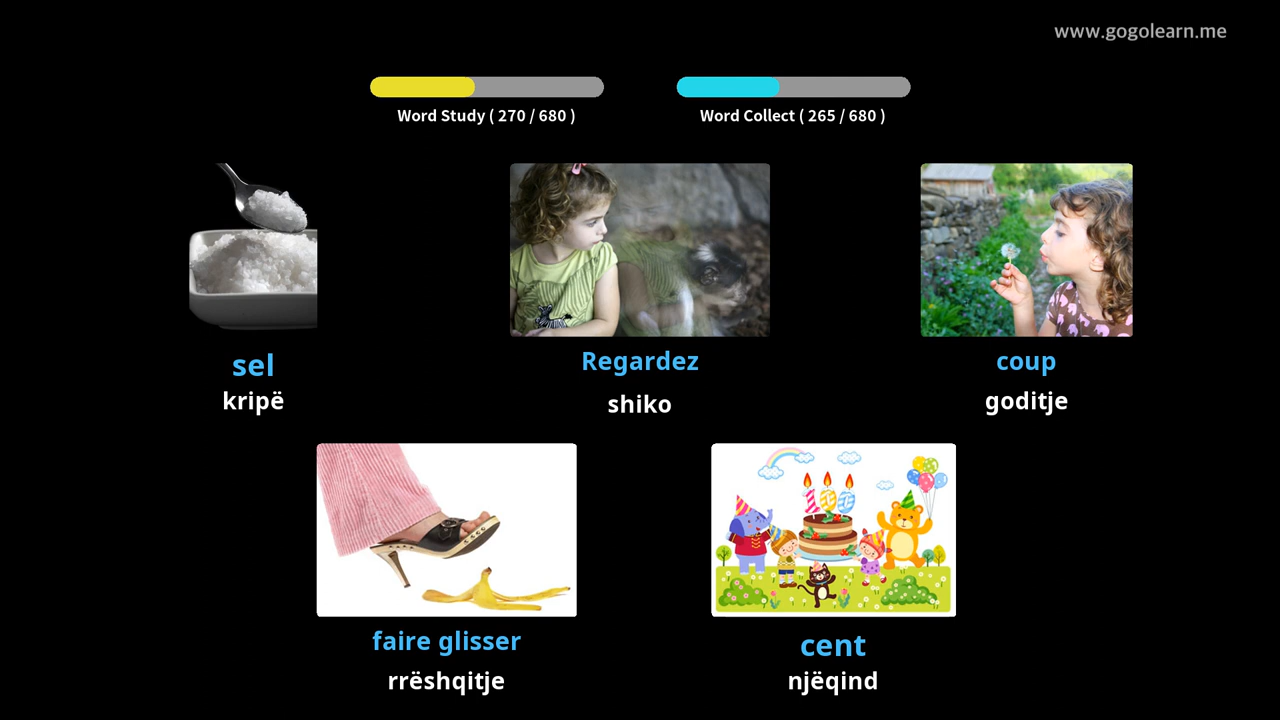 www.gogolearn.me
Word Study ( 270 / 680 )
Word Collect ( 265 / 680 )
sel
kripë
Regardez
shiko
coup
goditje
faire glisser
rrëshqitje
100
cent
njëqind